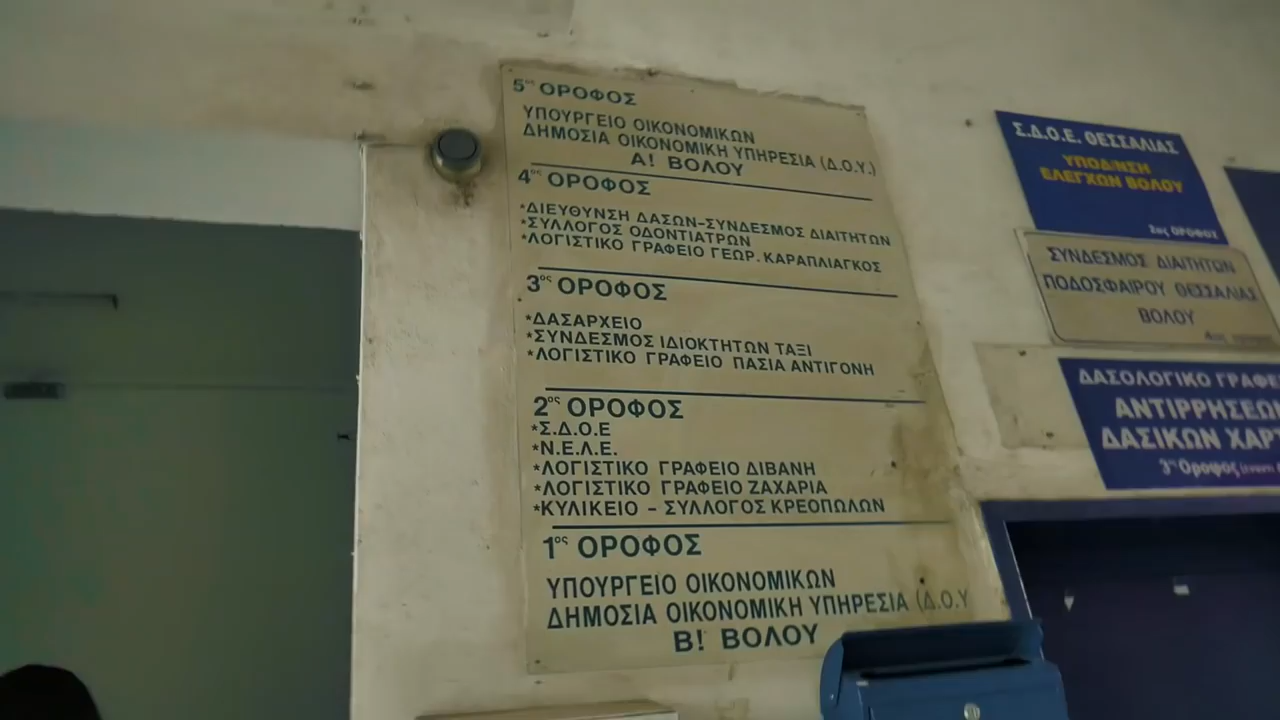 5ος ΟΡΟΦΟΣ
ΥΠΟΥΡΓΕΙΟ ΟΙΚΟΝΟΜΙΚΩΝ
ΔΗΜΟΣΙΑ ΟΙΚΟΝΟΜΙΚΗ ΥΠΗΡΕΣΙΑ (Δ.Ο.Υ.)
Α! ΒΟΛΟΥ
4ος ΟΡΟΦΟΣ
*ΔΙΕΥΘΥΝΣΗ ΔΑΣΩΝ-ΣΥΝΔΕΣΜΟΣ ΔΙΑΙΤΗΤΩΝ
*ΣΥΛΛΟΓΟΣ ΟΔΟΝΤΙΑΤΡΩΝ
*ΛΟΓΙΣΤΙΚΟ ΓΡΑΦΕΙΟ ΓΕΩΡ. ΚΑΡΑΠΛΙΑΓΚΟΣ
3ος ΟΡΟΦΟΣ
*ΔΑΣΑΡΧΕΙΟ
*ΣΥΝΔΕΣΜΟΣ ΙΔΙΟΚΤΗΤΩΝ ΤΑΞΙ
*ΛΟΓΙΣΤΙΚΟ ΓΡΑΦΕΙΟ ΠΑΣΙΑ ΑΝΤΙΓΟΝΗ
2ος ΟΡΟΦΟΣ
*Σ.Δ.Ο.Ε
*Ν.Ε.Λ.Ε.
*ΛΟΓΙΣΤΙΚΟ ΓΡΑΦΕΙΟ ΔΙΒΑΝΗ
*ΛΟΓΙΣΤΙΚΟ ΓΡΑΦΕΙΟ ΖΑΧΑΡΙΑ
*ΚΥΛΙΚΕΙΟ - ΣΥΛΛΟΓΟΣ ΚΡΕΟΠΩΛΩΝ
1ος ΟΡΟΦΟΣ
ΥΠΟΥΡΓΕΙΟ ΟΙΚΟΝΟΜΙΚΩΝ
ΔΗΜΟΣΙΑ ΟΙΚΟΝΟΜΙΚΗ ΥΠΗΡΕΣΙΑ (Δ.Ο.Υ
Β! ΒΟΛΟΥ
Σ.Δ.Ο.Ε. ΘΕΣΣΑΛΙΑΣ
ΥΠΟΔ/ΝΣΗ
ΕΛΕΓΧΩΝ ΒΟΛΟΥ
2ος ΟΡΟΦΟΣ
ΣΥΝΔΕΣΜΟΣ ΔΙΑΙΤΗΤΩΝ
ΠΟΔΟΣΦΑΙΡΟΥ ΘΕΣΣΑΛΙΑΣ
ΒΟΛΟΥ
ΔΑΣΟΛΟΓΙΚΟ ΓΡΑΦΕ
ΑΝΤΙΡΡΗΣΕΩ
ΔΑΣΙΚΩΝ ΧΑΡΤ
3ος Όροφος